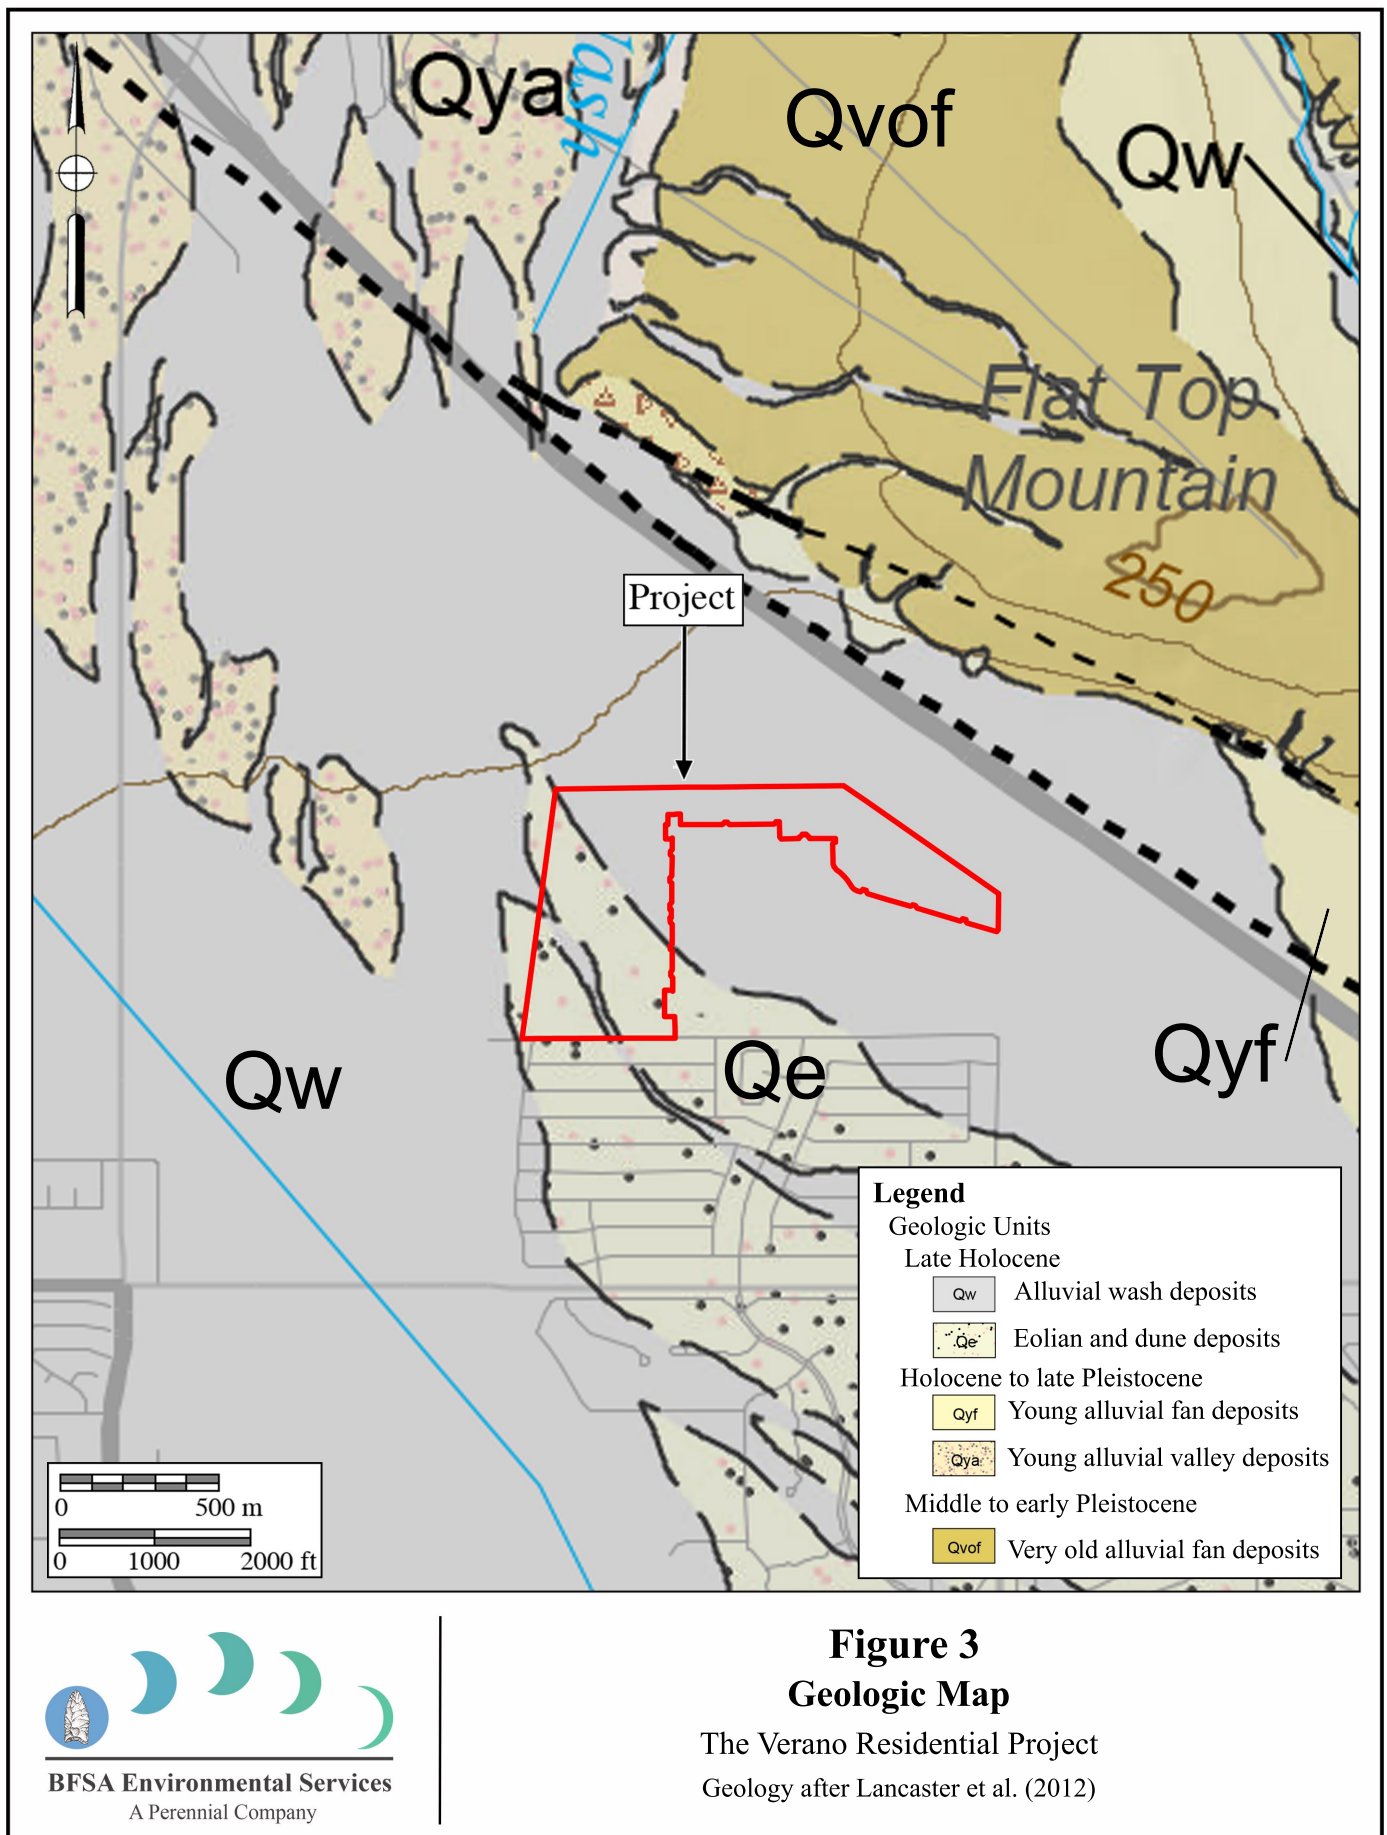 Qya
Wash
Qvof
Qw
Flat Top
Mountain
250
Project
Qw
Qe
Qyf
Legend
Geologic Units
Late Holocene
Qw Alluvial wash deposits
Qe Eolian and dune deposits
Holocene to late Pleistocene
Qyf Young alluvial fan deposits
Qya Young alluvial valley deposits
Middle to early Pleistocene
Qvof Very old alluvial fan deposits
0 500 m
0 1000 2000 ft
Figure 3
Geologic Map
The Verano Residential Project
Geology after Lancaster et al. (2012)
BFSA Environmental Services
A Perennial Company